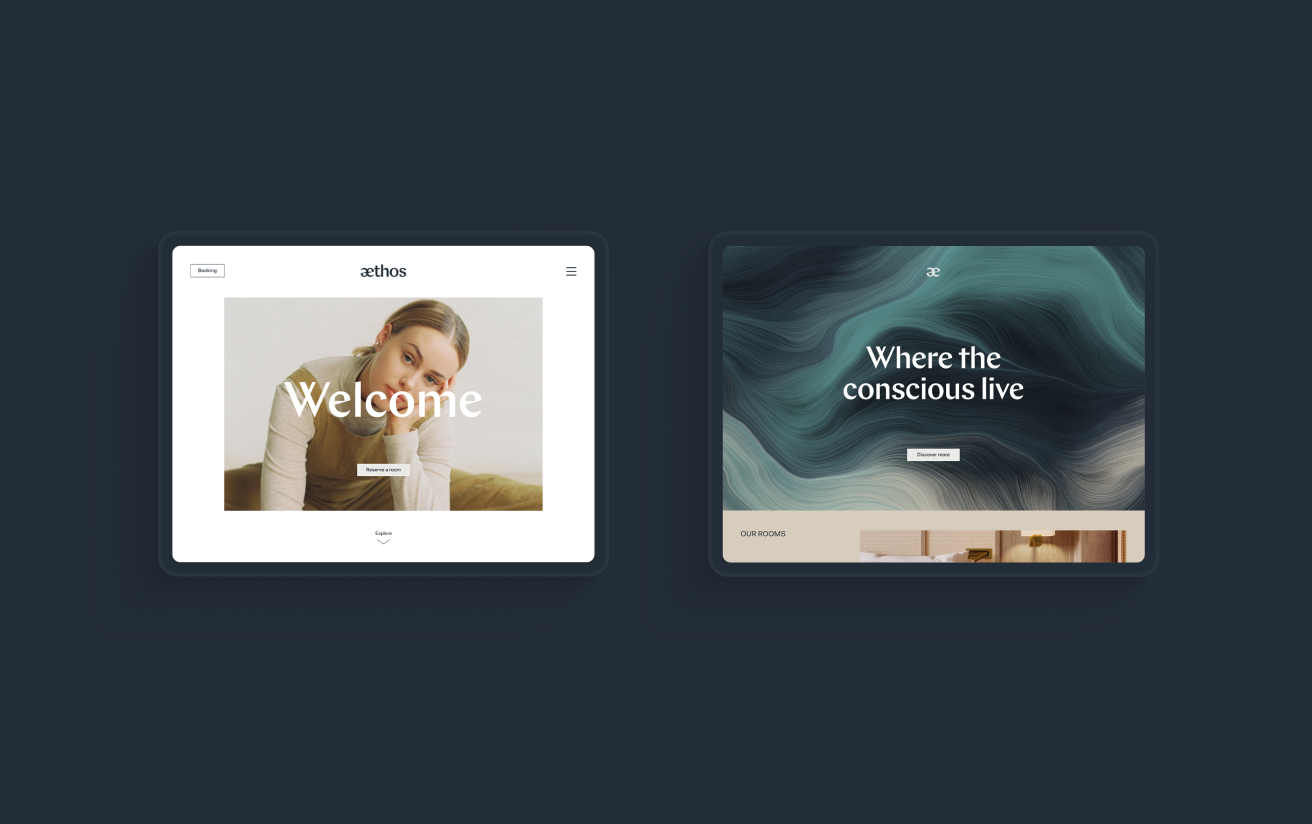 Booking
æthos
Welcome
Reserve a room
Explore
æ
Where the
conscious live
Discover more
OUR ROOMS